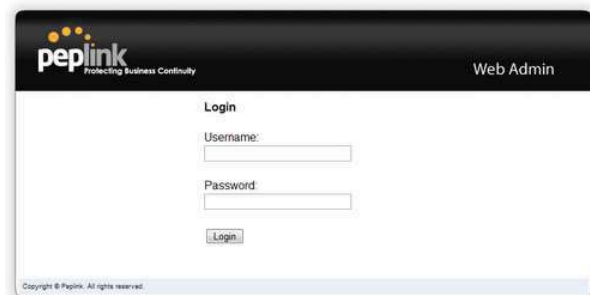 peplink
Protecting Business Continuity
Web Admin
Login
Username:
Password:
Login
Copyright © Peplink. All rights reserved.